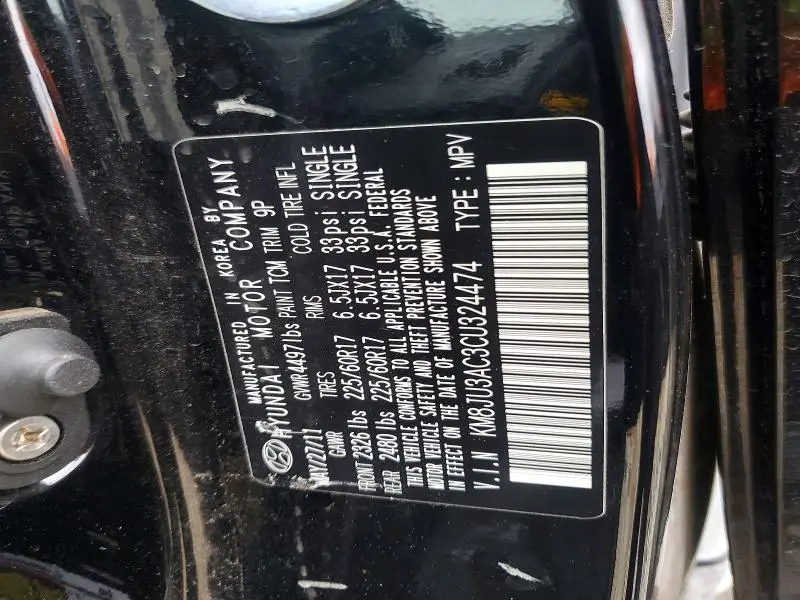 MANUFACTURED IN KOREA BY
HYUNDAI MOTOR COMPANY
GVWR 4497lbs PAINT TCM TRIM 9P
GAWR TIRES RIMS COLD TIRE INFL
FRONT 2326 lbs 225/60R17 6.5JX17 33psi SINGLE
REAR 2480 lbs 225/60R17 6.5JX17 33psi SINGLE
THIS VEHICLE CONFORMS TO ALL APPLICABLE U.S.A. FEDERAL
MOTOR VEHICLE SAFETY AND THEFT PREVENTION STANDARDS
IN EFFECT ON THE DATE OF MANUFACTURE SHOWN ABOVE
V.I.N KM8JU3AC3CU324474 TYPE : MPV